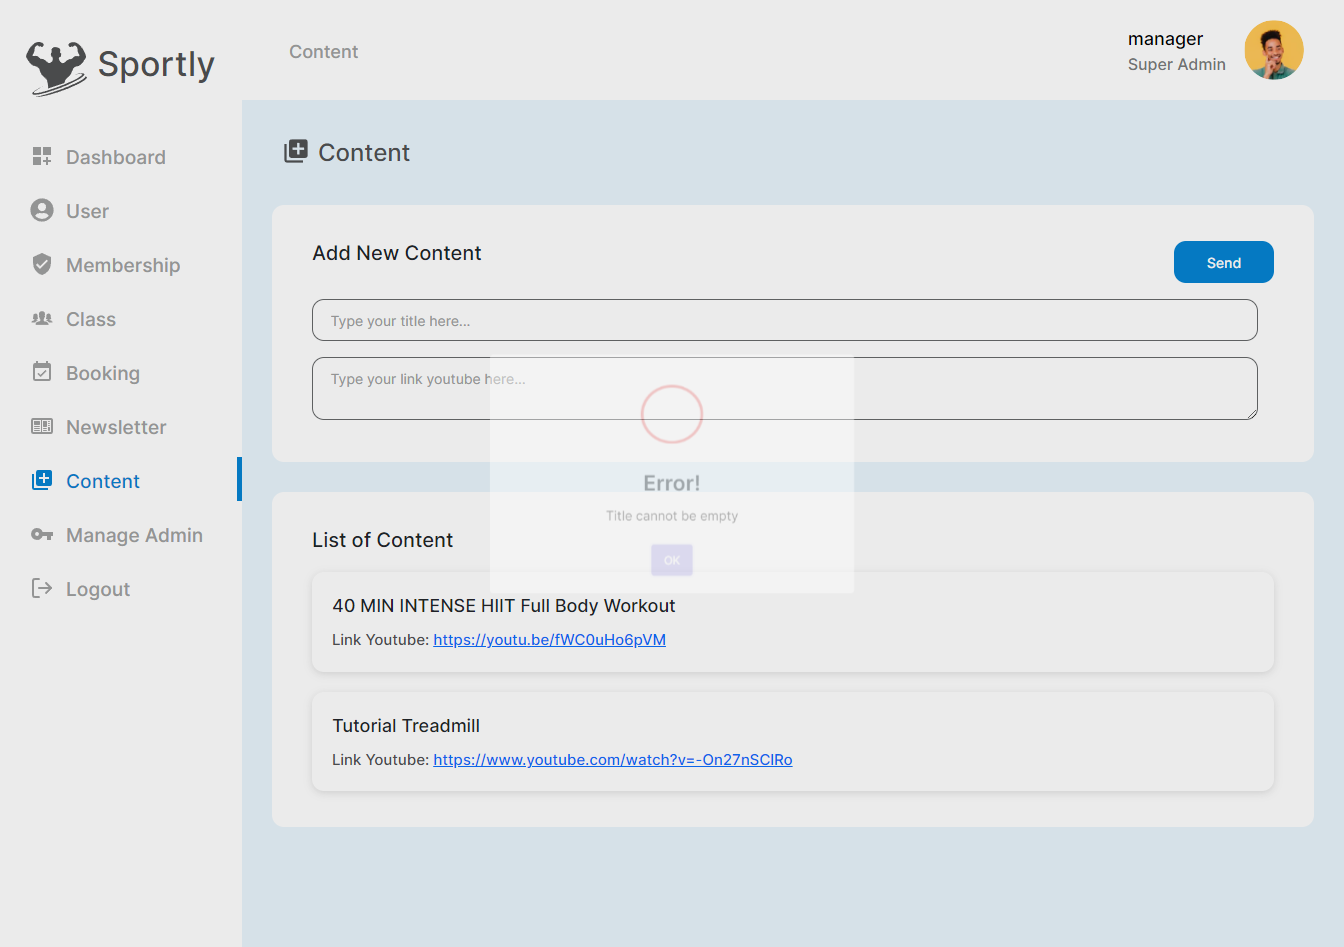 Sportly
Content
manager
Super Admin
Dashboard
User
Membership
Class
Booking
Newsletter
Content
Manage Admin
Logout
Content
Add New Content
Send
Type your title here...
Type your link youtube here...
Error!
Title cannot be empty
OK
List of Content
40 MIN INTENSE HIIT Full Body Workout
Link Youtube: https://youtu.be/fWC0uHo6pVM
Tutorial Treadmill
Link Youtube: https://www.youtube.com/watch?v=-On27nSCIRo